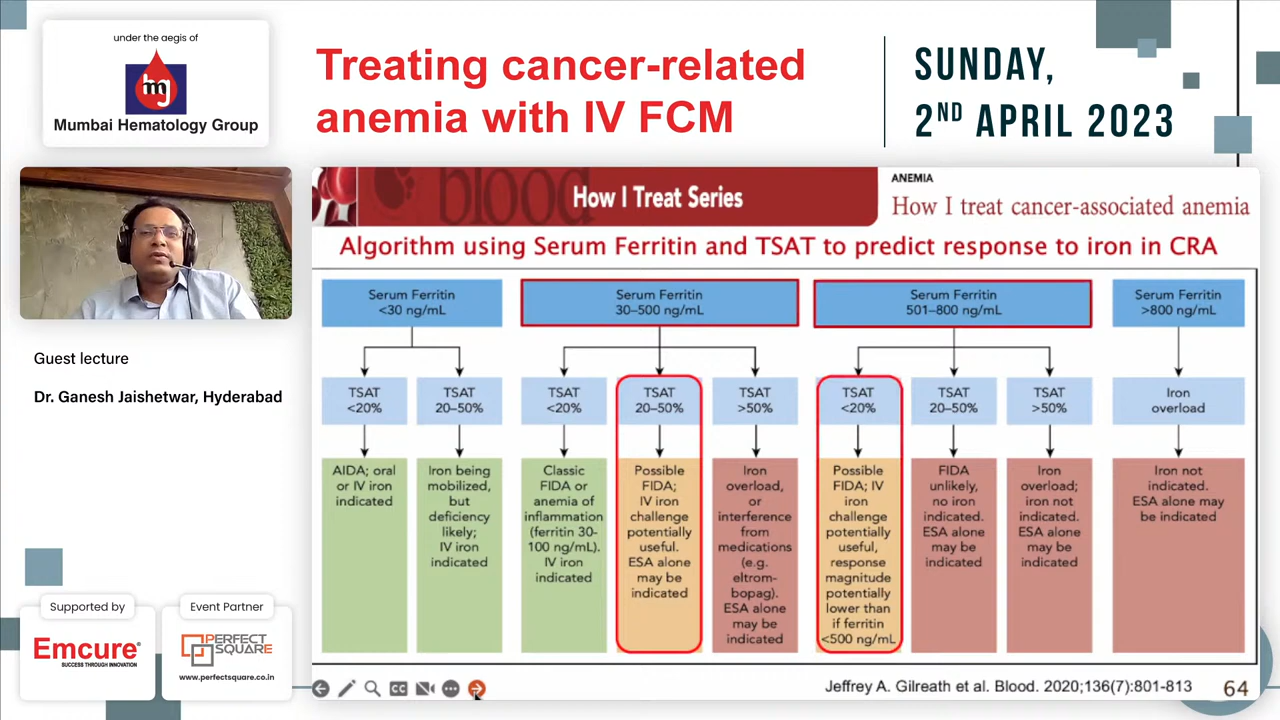 under the aegis of
mj
Mumbai Hematology Group
Treating cancer-related
anemia with IV FCM
SUNDAY,
2ND APRIL 2023
Guest lecture
Dr. Ganesh Jaishetwar, Hyderabad
Supported by
Emcure®
SUCCESS THROUGH INNOVATION
Event Partner
PERFECT
SQUARE
www.perfectsquare.co.in
blood
How I Treat Series
ANEMIA
How I treat cancer-associated anemia
Algorithm using Serum Ferritin and TSAT to predict response to iron in CRA
Serum Ferritin
<30 ng/mL
Serum Ferritin
30–500 ng/mL
Serum Ferritin
501–800 ng/mL
Serum Ferritin
>800 ng/mL
TSAT
<20%
TSAT
20–50%
TSAT
<20%
TSAT
20–50%
TSAT
>50%
TSAT
<20%
TSAT
20–50%
TSAT
>50%
Iron
overload
AIDA; oral
or IV iron
indicated
Iron being
mobilized,
but
deficiency
likely;
IV iron
indicated
Classic
FIDA or
anemia of
inflammation
(ferritin 30-
100 ng/mL).
IV iron
indicated
Possible
FIDA;
IV iron
challenge
potentially
useful.
ESA alone
may be
indicated
Iron
overload,
or
interference
from
medications
(e.g.
eltrom-
bopag).
ESA alone
may be
indicated
Possible
FIDA; IV
iron
challenge
potentially
useful,
response
magnitude
potentially
lower than
if ferritin
<500 ng/mL
FIDA
unlikely,
no iron
indicated.
ESA alone
may be
indicated
Iron
overload;
iron not
indicated.
ESA alone
may be
indicated
Iron not
indicated.
ESA alone may
be indicated
CC
Jeffrey A. Gilreath et al. Blood. 2020;136(7):801-813
64